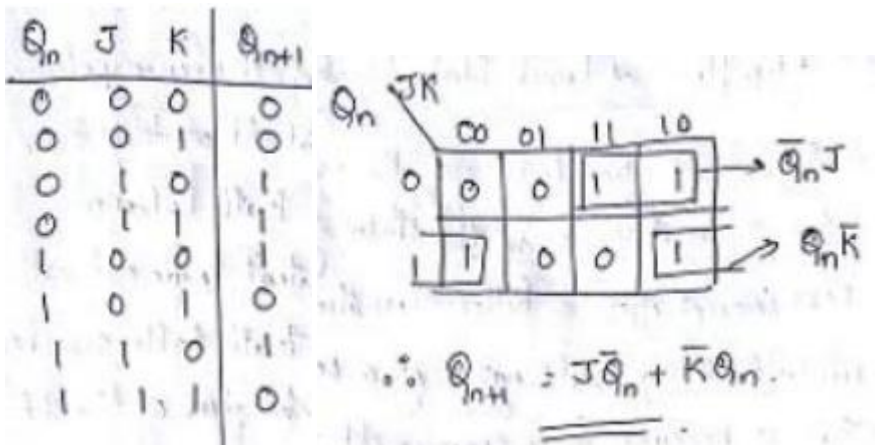 Qn J K Qn+1
0 0 0 0
0 0 1 0
0 1 0 1
0 1 1 1
1 0 0 1
1 0 1 0
1 1 0 1
1 1 1 0
Qn JK
00 01 11 10
0 0 0 1 1 → Q̅nJ
1 1 0 0 1 → QnK̅
∴ Qn+1 = JQ̅n + K̅Qn.